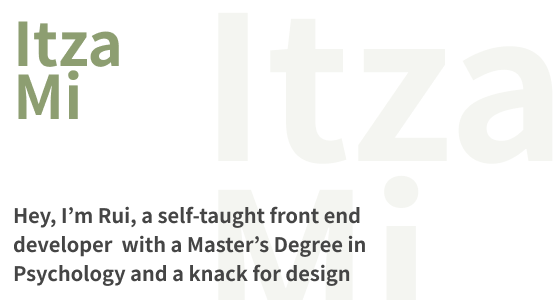 Itza
Mi
Itza
Mi
Hey, I’m Rui, a self-taught front end
developer  with a Master’s Degree in
Psychology and a knack for design